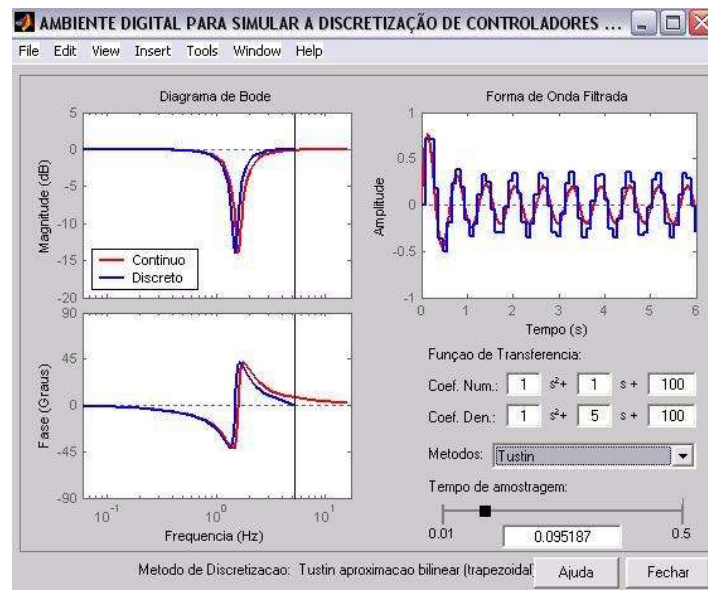 AMBIENTE DIGITAL PARA SIMULAR A DISCRETIZAÇÃO DE CONTROLADORES ...
File Edit View Insert Tools Window Help
Diagrama de Bode
Magnitude (dB)
5
0
-5
-10
-15
-20
Continuo
Discreto
Fase (Graus)
90
45
0
-45
-90
10⁻¹ 10⁰ 10¹
Frequencia (Hz)
Forma de Onda Filtrada
Amplitude
1
0.5
0
-0.5
-1
0 1 2 3 4 5 6
Tempo (s)
Funçao de Transferencia:
Coef. Num.: 1 s²+ 1 s + 100
Coef. Den.: 1 s²+ 5 s + 100
Metodos: Tustin
Tempo de amostragem:
0.01 0.095187 0.5
Metodo de Discretizacao: Tustin aproximacao bilinear (trapezoidal)
Ajuda Fechar